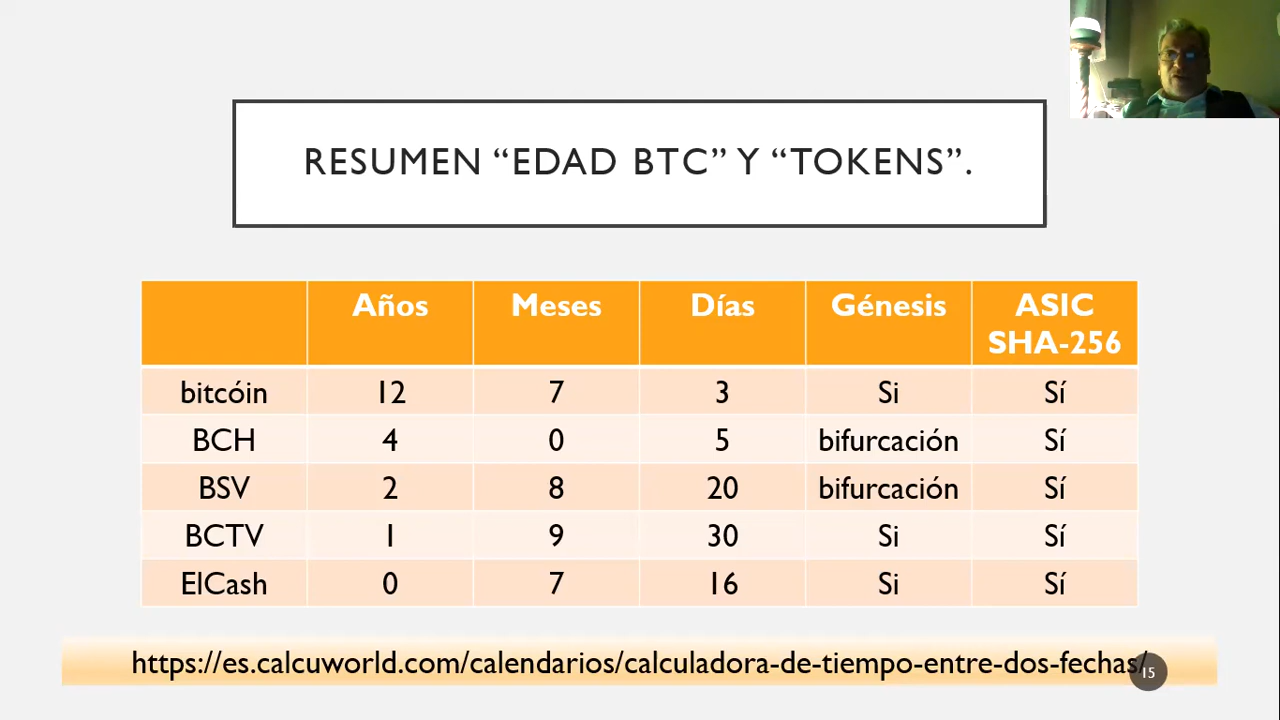 RESUMEN “EDAD BTC” Y “TOKENS”.
Años Meses Días Génesis ASIC SHA-256
bitcóin 12 7 3 Si Sí
BCH 4 0 5 bifurcación Sí
BSV 2 8 20 bifurcación Sí
BCTV 1 9 30 Si Sí
ElCash 0 7 16 Si Sí
https://es.calcuworld.com/calendarios/calculadora-de-tiempo-entre-dos-fechas/
15